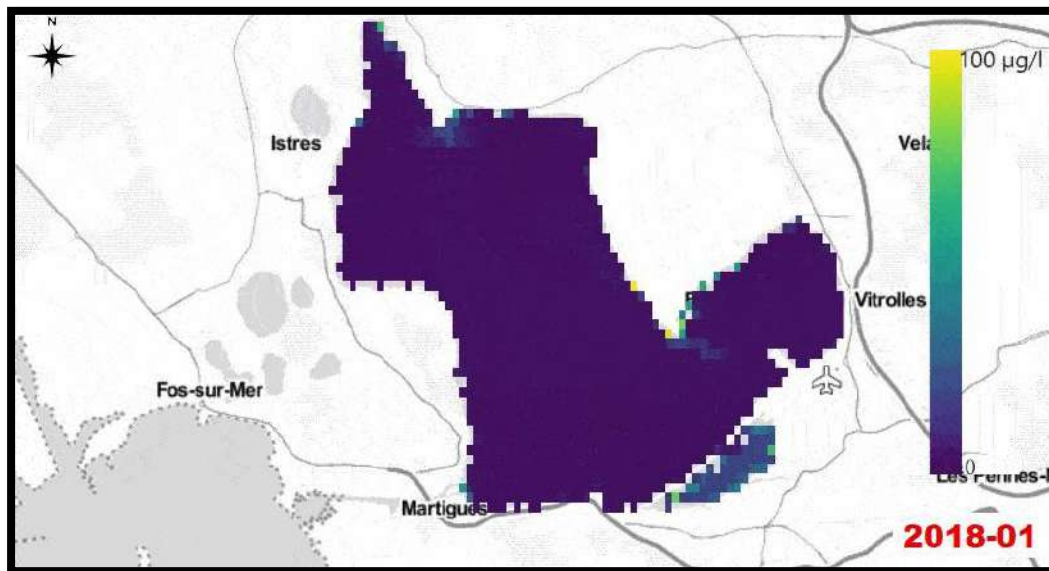 N
100 µg/l
Istres
Vitrolles
Fos-sur-Mer
0
Martigues
2018-01